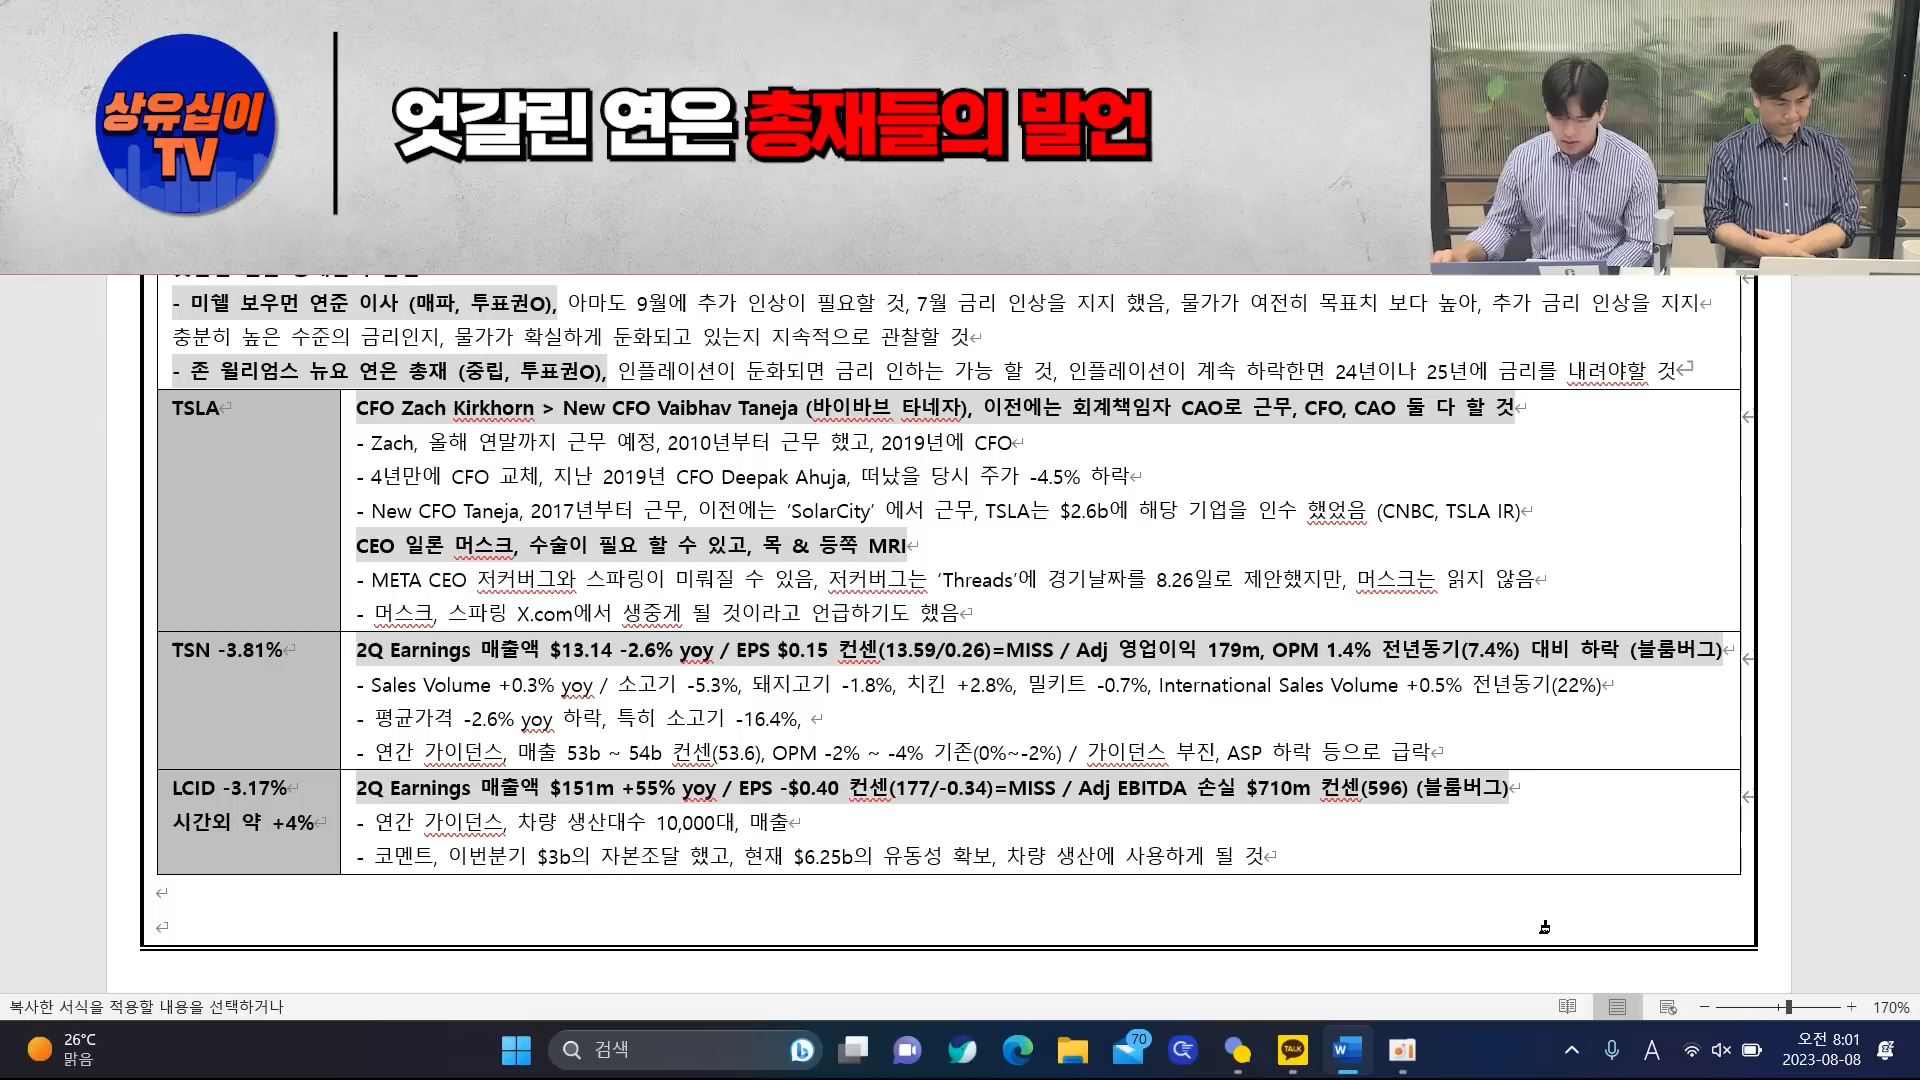 상유십이
TV
엇갈린 연은 총재들의 발언
- 미쉘 보우먼 연준 이사 (매파, 투표권O), 아마도 9월에 추가 인상이 필요할 것, 7월 금리 인상을 지지 했음, 물가가 여전히 목표치 보다 높아, 추가 금리 인상을 지지
충분히 높은 수준의 금리인지, 물가가 확실하게 둔화되고 있는지 지속적으로 관찰할 것
- 존 윌리엄스 뉴요 연은 총재 (중립, 투표권O), 인플레이션이 둔화되면 금리 인하는 가능 할 것, 인플레이션이 계속 하락한면 24년이나 25년에 금리를 내려야할 것
TSLA
CFO Zach Kirkhorn > New CFO Vaibhav Taneja (바이바브 타네자), 이전에는 회계책임자 CAO로 근무, CFO, CAO 둘 다 할 것
- Zach, 올해 연말까지 근무 예정, 2010년부터 근무 했고, 2019년에 CFO
- 4년만에 CFO 교체, 지난 2019년 CFO Deepak Ahuja, 떠났을 당시 주가 -4.5% 하락
- New CFO Taneja, 2017년부터 근무, 이전에는 ‘SolarCity’ 에서 근무, TSLA는 $2.6b에 해당 기업을 인수 했었음 (CNBC, TSLA IR)
CEO 일론 머스크, 수술이 필요 할 수 있고, 목 & 등쪽 MRI
- META CEO 저커버그와 스파링이 미뤄질 수 있음, 저커버그는 ‘Threads’에 경기날짜를 8.26일로 제안했지만, 머스크는 읽지 않음
- 머스크, 스파링 X.com에서 생중게 될 것이라고 언급하기도 했음
TSN -3.81%
2Q Earnings 매출액 $13.14 -2.6% yoy / EPS $0.15 컨센(13.59/0.26)=MISS / Adj 영업이익 179m, OPM 1.4% 전년동기(7.4%) 대비 하락 (블룸버그)
- Sales Volume +0.3% yoy / 소고기 -5.3%, 돼지고기 -1.8%, 치킨 +2.8%, 밀키트 -0.7%, International Sales Volume +0.5% 전년동기(22%)
- 평균가격 -2.6% yoy 하락, 특히 소고기 -16.4%,
- 연간 가이던스, 매출 53b ~ 54b 컨센(53.6), OPM -2% ~ -4% 기존(0%~-2%) / 가이던스 부진, ASP 하락 등으로 급락
LCID -3.17%
시간외 약 +4%
2Q Earnings 매출액 $151m +55% yoy / EPS -$0.40 컨센(177/-0.34)=MISS / Adj EBITDA 손실 $710m 컨센(596) (블룸버그)
- 연간 가이던스, 차량 생산대수 10,000대, 매출
- 코멘트, 이번분기 $3b의 자본조달 했고, 현재 $6.25b의 유동성 확보, 차량 생산에 사용하게 될 것
복사한 서식을 적용할 내용을 선택하거나
170%
26°C
맑음
검색
70
TALK
A
오전 8:01
2023-08-08